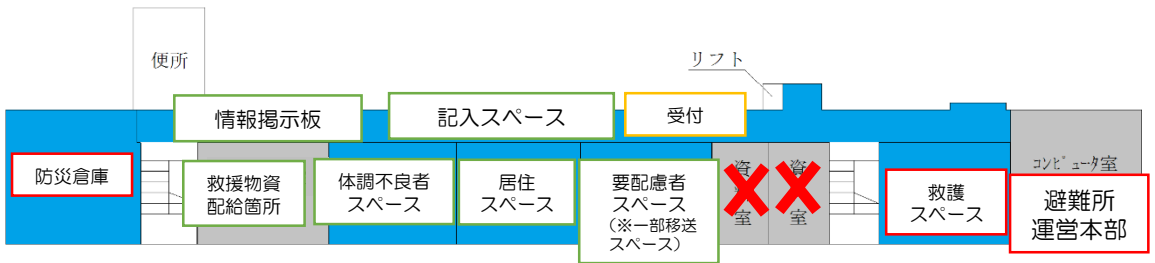 便所
リフト
情報掲示板
記入スペース
受付
防災倉庫
救援物資
配給箇所
体調不良者
スペース
居住
スペース
要配慮者
スペース
(※一部移送
スペース)
資
室
資
室
救護
スペース
コンピュータ室
避難所
運営本部